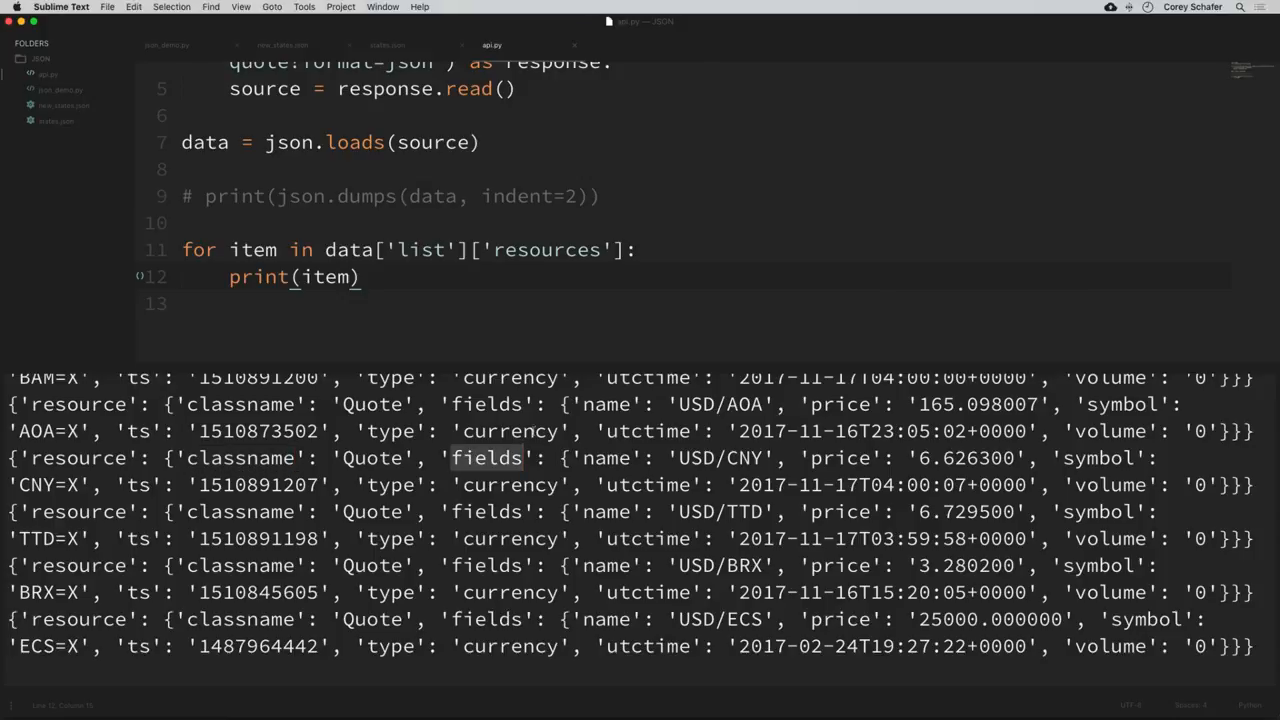 Sublime Text File Edit Selection Find View Goto Tools Project Window Help Corey Schafer
api.py — JSON
FOLDERS
JSON
api.py
json_demo.py
new_states.json
states.json
json_demo.py new_states.json states.json api.py
quote?format=json") as response:
5 source = response.read()
6
7 data = json.loads(source)
8
9 # print(json.dumps(data, indent=2))
10
11 for item in data['list']['resources']:
12 print(item)
13
'BAM=X', 'ts': '1510891200', 'type': 'currency', 'utctime': '2017-11-17T04:00:00+0000', 'volume': '0'}}}
{'resource': {'classname': 'Quote', 'fields': {'name': 'USD/AOA', 'price': '165.098007', 'symbol':
'AOA=X', 'ts': '1510873502', 'type': 'currency', 'utctime': '2017-11-16T23:05:02+0000', 'volume': '0'}}}
{'resource': {'classname': 'Quote', 'fields': {'name': 'USD/CNY', 'price': '6.626300', 'symbol':
'CNY=X', 'ts': '1510891207', 'type': 'currency', 'utctime': '2017-11-17T04:00:07+0000', 'volume': '0'}}}
{'resource': {'classname': 'Quote', 'fields': {'name': 'USD/TTD', 'price': '6.729500', 'symbol':
'TTD=X', 'ts': '1510891198', 'type': 'currency', 'utctime': '2017-11-17T03:59:58+0000', 'volume': '0'}}}
{'resource': {'classname': 'Quote', 'fields': {'name': 'USD/BRX', 'price': '3.280200', 'symbol':
'BRX=X', 'ts': '1510845605', 'type': 'currency', 'utctime': '2017-11-16T15:20:05+0000', 'volume': '0'}}}
{'resource': {'classname': 'Quote', 'fields': {'name': 'USD/ECS', 'price': '25000.000000', 'symbol':
'ECS=X', 'ts': '1487964442', 'type': 'currency', 'utctime': '2017-02-24T19:27:22+0000', 'volume': '0'}}}
Line 12, Column 15 UTF-8 Spaces: 4 Python